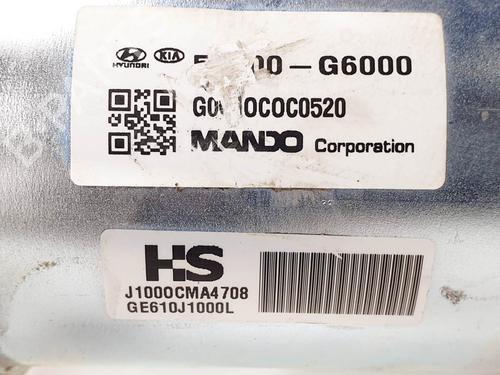 HYUNDAI KIA
-G6000
MANDO Corporation
HS
J1000CMA4708
GE610J1000L